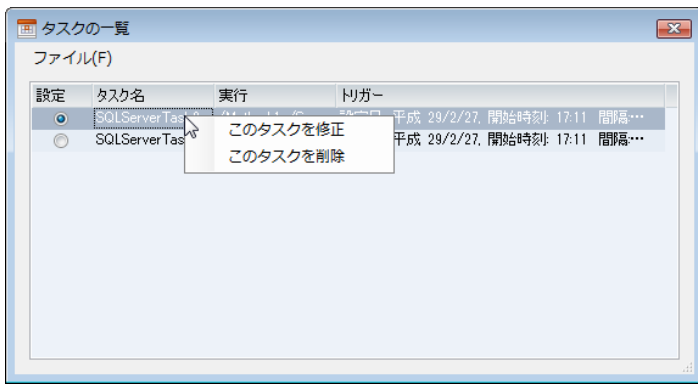 タスクの一覧
ファイル(F)
設定 タスク名 実行 トリガー
SQLServerTas 平成 29/2/27, 開始時刻: 17:11 間隔…
このタスクを修正
SQLServerTas 平成 29/2/27, 開始時刻: 17:11 間隔…
このタスクを削除